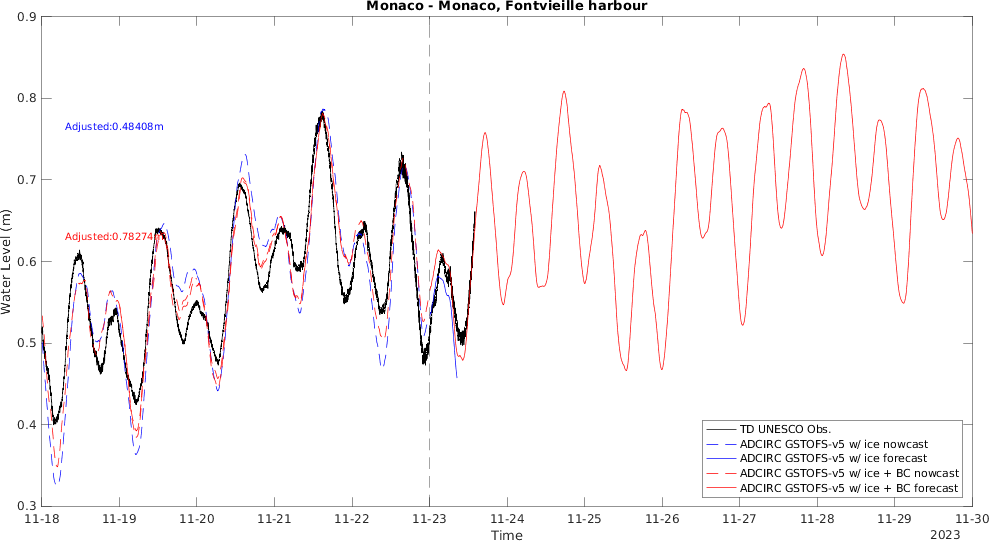 Monaco - Monaco, Fontvieille harbour
0.9
0.8
0.7
0.6
0.5
0.4
0.3
Water Level (m)
Adjusted:0.48408m
Adjusted:0.78274
TD UNESCO Obs.
ADCIRC GSTOFS-v5 w/ ice nowcast
ADCIRC GSTOFS-v5 w/ ice forecast
ADCIRC GSTOFS-v5 w/ ice + BC nowcast
ADCIRC GSTOFS-v5 w/ ice + BC forecast
11-18 11-19 11-20 11-21 11-22 11-23 11-24 11-25 11-26 11-27 11-28 11-29 11-30
Time
2023